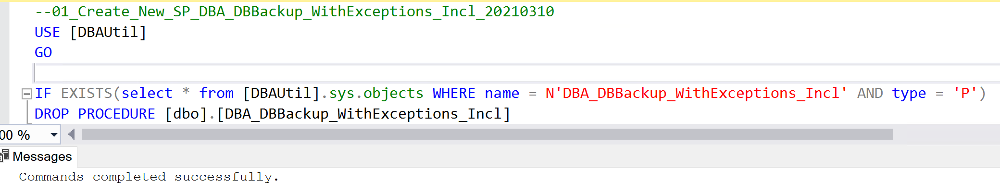 --01_Create_New_SP_DBA_DBBackup_WithExceptions_Incl_20210310
USE [DBAUtil]
GO
IF EXISTS(select * from [DBAUtil].sys.objects WHERE name = N'DBA_DBBackup_WithExceptions_Incl' AND type = 'P')
DROP PROCEDURE [dbo].[DBA_DBBackup_WithExceptions_Incl]
00 %
Messages
Commands completed successfully.